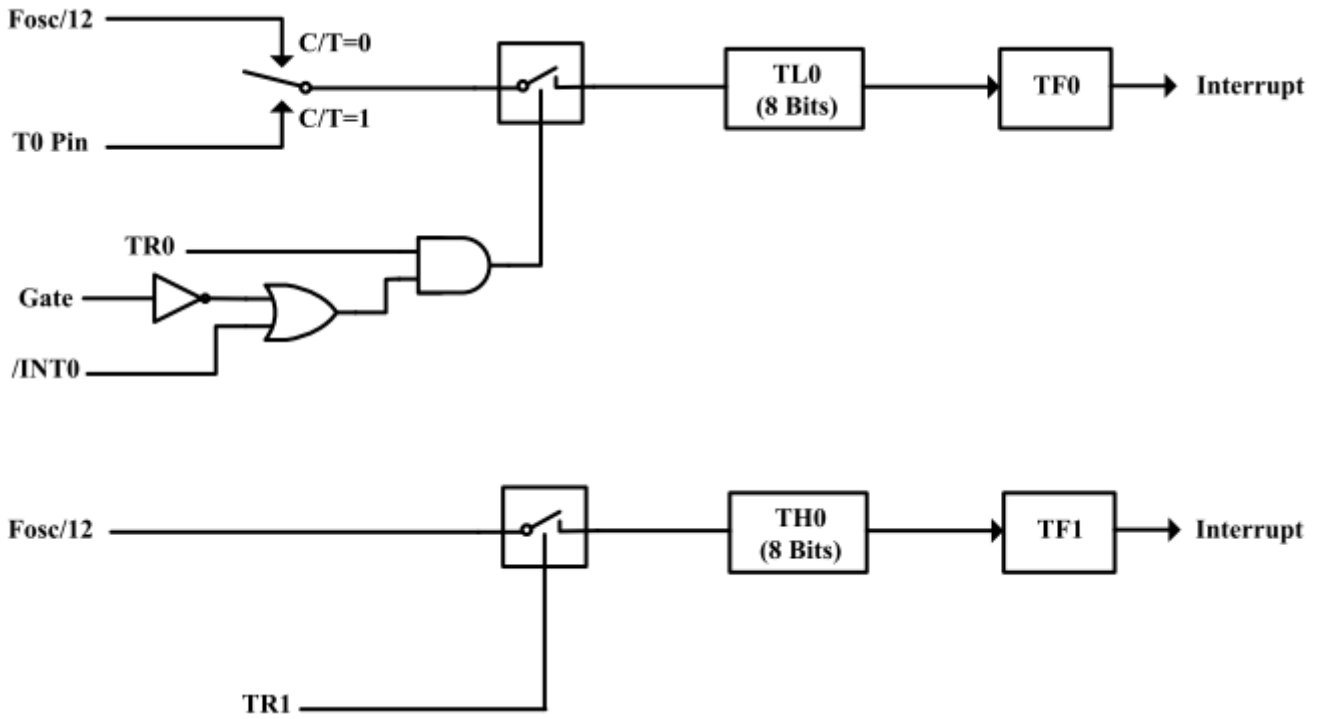 Fosc/12
C/T=0
C/T=1
T0 Pin
TL0
(8 Bits)
TF0
Interrupt
TR0
Gate
/INT0
Fosc/12
TH0
(8 Bits)
TF1
Interrupt
TR1